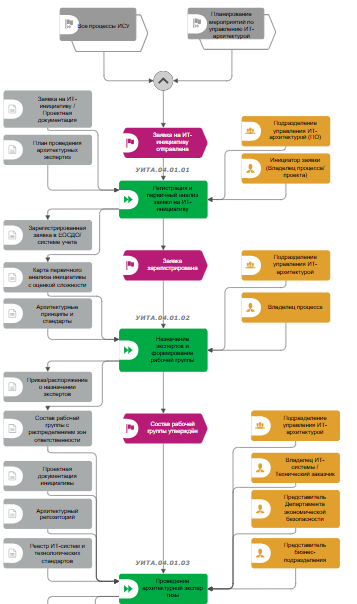 Все процессы ИСУ
Планирование
мероприятий по
управлению ИТ-
архитектурой
Заявка на ИТ-
инициативу /
Проектная
документация
Заявка на ИТ-
инициативу
отправлена
Подразделение
управления ИТ-
архитектурой (ПО)
План проведения
архитектурных
экспертиз
Инициатор заявки
(Владелец процесса/
проекта)
УИТА.04.01.01
Регистрация и
первичный анализ
заявки на ИТ-
инициативу
Зарегистрированная
заявка в ЕОСДО/
системе учета
Заявка
зарегистрирована
Подразделение
управления ИТ-
архитектурой
Карта первичного
анализа инициативы
с оценкой сложности
Архитектурные
принципы и
стандарты
Владелец процесса
УИТА.04.01.02
Назначение
экспертов и
формирование
рабочей группы
Приказ/распоряжение
о назначении
экспертов
Состав рабочей
группы с
распределением зон
ответственности
Состав рабочей
группы утверждён
Подразделение
управления ИТ-
архитектурой
Проектная
документация
инициативы
Владелец ИТ-
системы /
Технический заказчик
Архитектурный
репозиторий
Представитель
Департамента
экономической
безопасности
Реестр ИТ-систем и
технологических
стандартов
Представитель
бизнес-
подразделения
УИТА.04.01.03
Проведение
архитектурной экспер
тизы